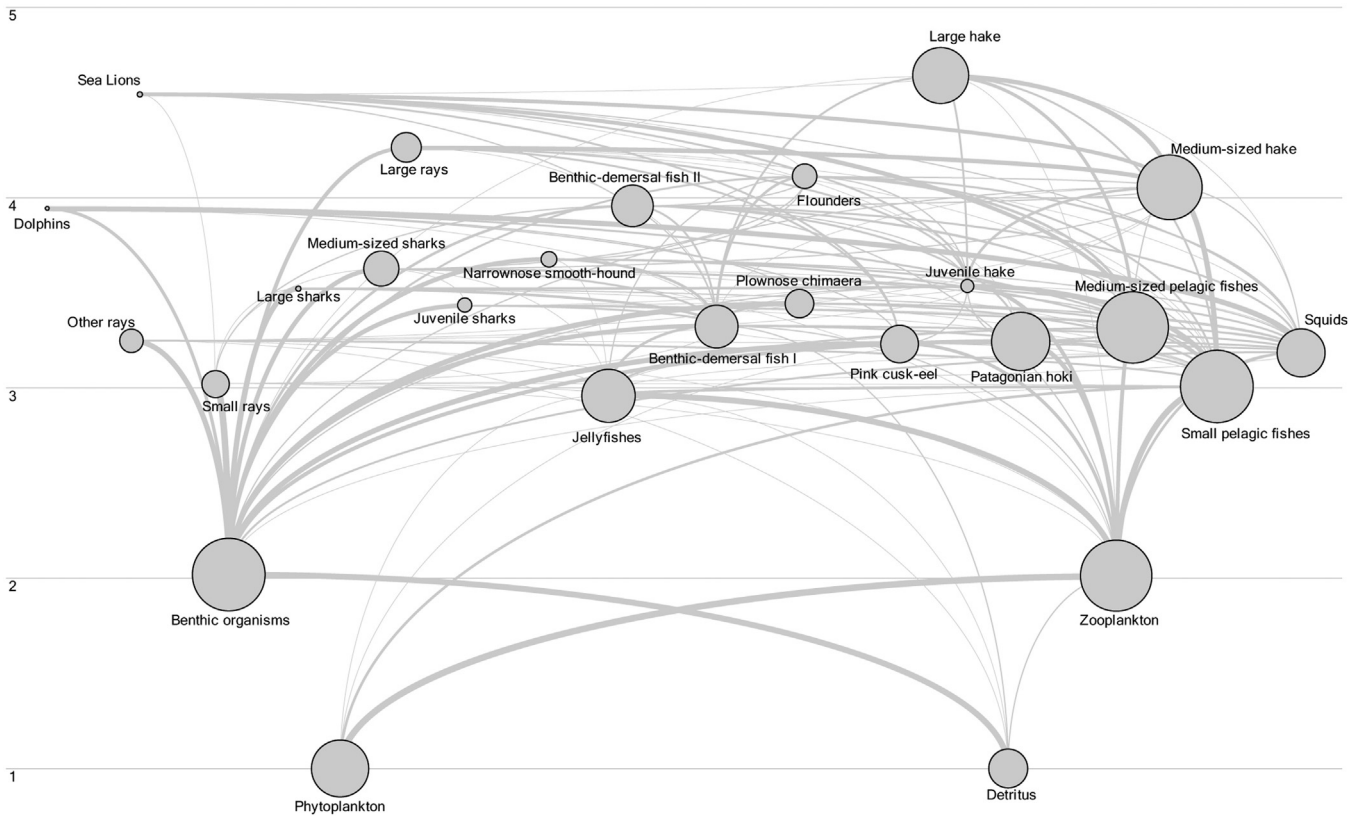 5
Large hake
Sea Lions
Medium-sized hake
Large rays
Benthic-demersal fish II
Flounders
4
Dolphins
Medium-sized sharks
Narrownose smooth-hound
Juvenile hake
Plownose chimaera
Medium-sized pelagic fishes
Large sharks
Juvenile sharks
Other rays
Squids
Benthic-demersal fish I
Pink cusk-eel
Patagonian hoki
3
Small rays
Jellyfishes
Small pelagic fishes
2
Benthic organisms
Zooplankton
1
Phytoplankton
Detritus